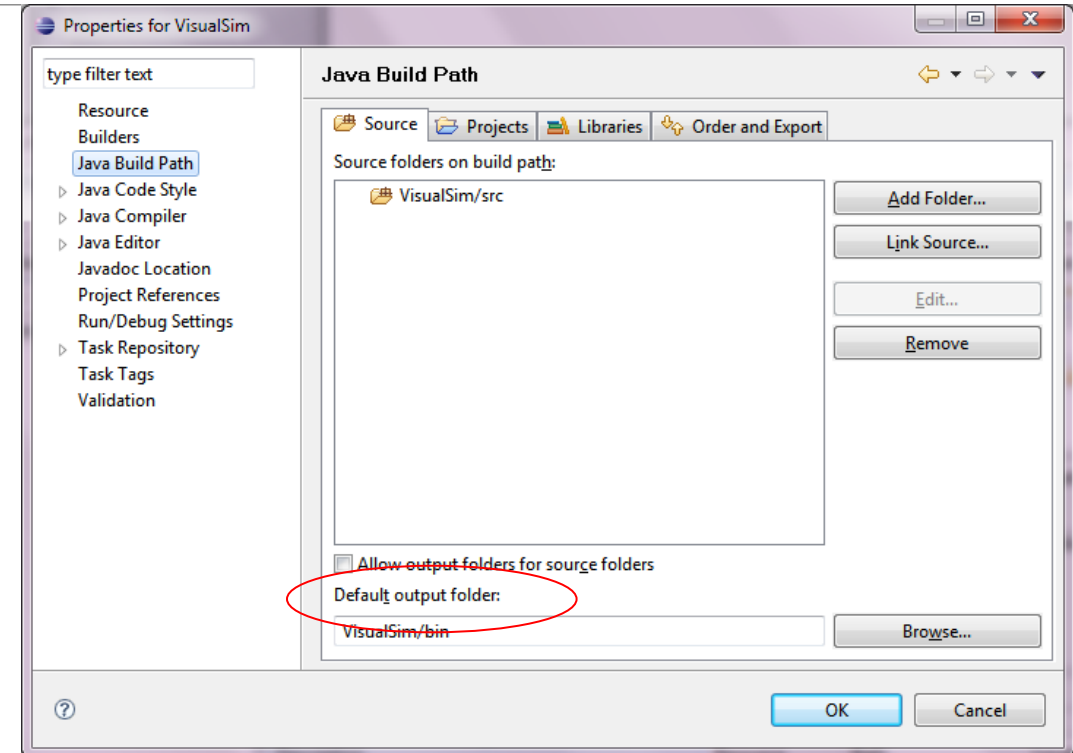 Properties for VisualSim
type filter text
Resource
Builders
Java Build Path
Java Code Style
Java Compiler
Java Editor
Javadoc Location
Project References
Run/Debug Settings
Task Repository
Task Tags
Validation
Java Build Path
Source
Projects
Libraries
Order and Export
Source folders on build path:
VisualSim/src
Add Folder...
Link Source...
Edit...
Remove
Allow output folders for source folders
Default output folder:
VisualSim/bin
Browse...
OK
Cancel